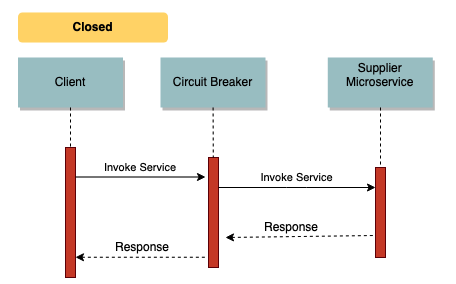 Closed
Client
Circuit Breaker
Supplier
Microservice
Invoke Service
Invoke Service
Response
Response